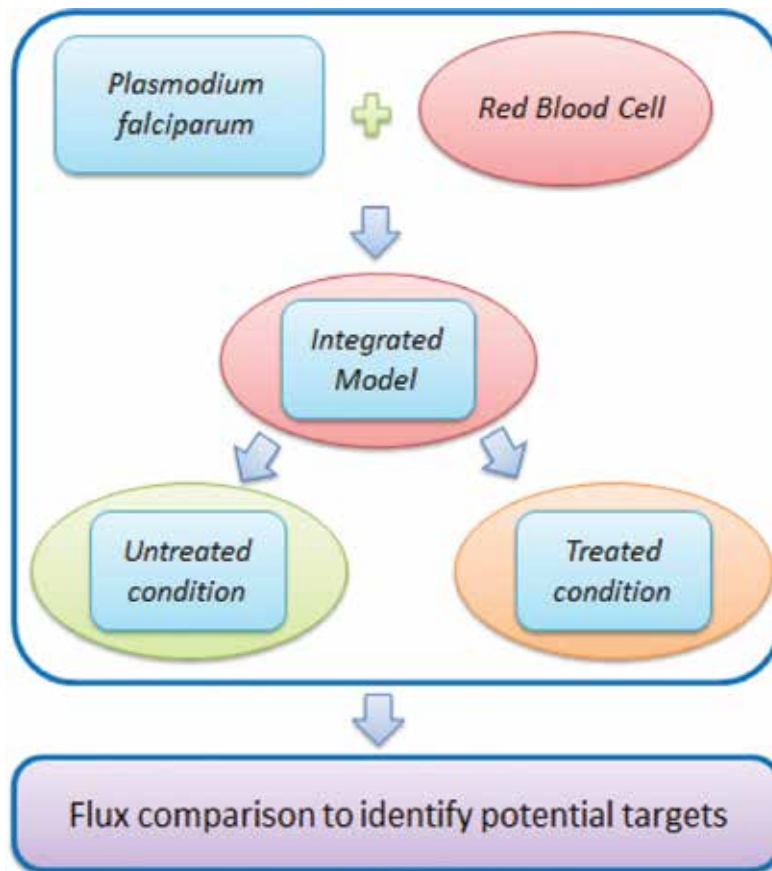 Plasmodium
falciparum
Red Blood Cell
Integrated
Model
Untreated
condition
Treated
condition
Flux comparison to identify potential targets